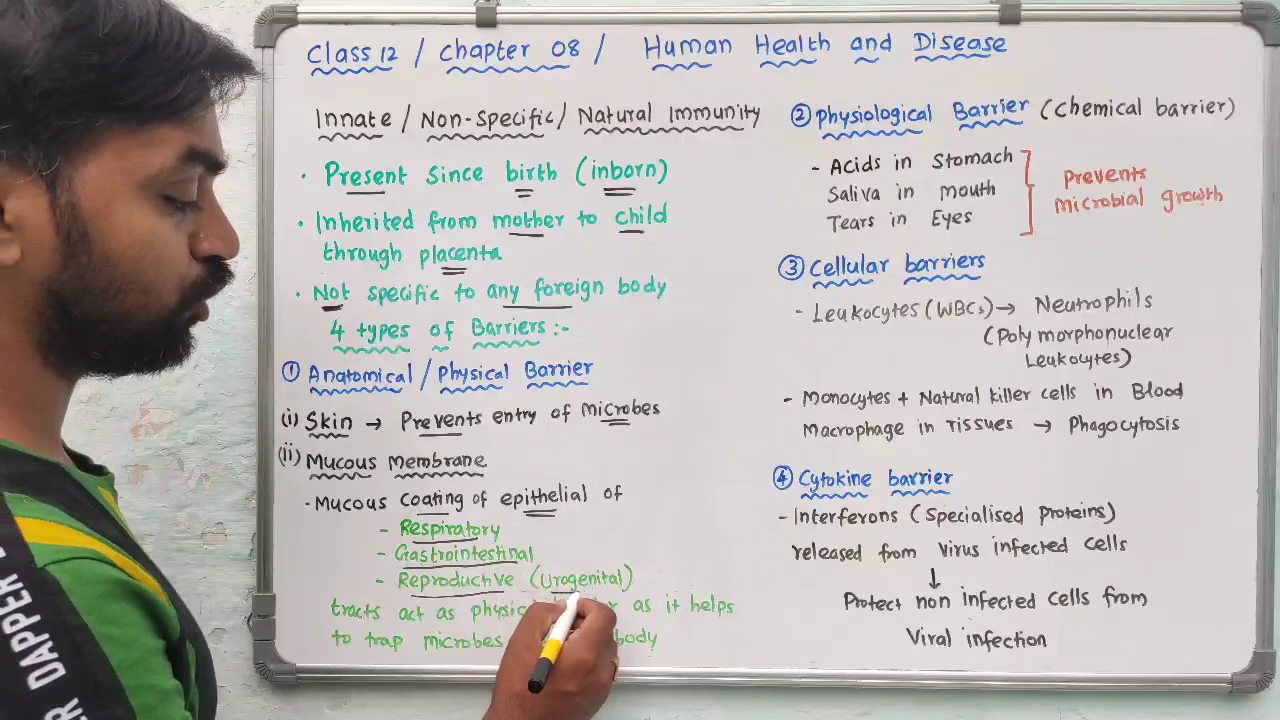 Class 12 / Chapter 08 / Human Health and Disease
Innate / Non-Specific / Natural Immunity
· Present since birth (inborn)
· Inherited from mother to child
through placenta
· Not specific to any foreign body
4 types of Barriers:-
① Anatomical / Physical Barrier
(i) Skin → Prevents entry of microbes
(ii) Mucous Membrane
· Mucous coating of epithelial of
- Respiratory
- Gastrointestinal
- Reproductive (Urogenital)
tracts act as as it helps
to trap microbes body
② Physiological Barrier (Chemical barrier)
- Acids in Stomach
Saliva in mouth
Tears in Eyes
Prevents
microbial growth
③ Cellular barriers
- Leukocytes (WBCs) → Neutrophils
(Poly morphonuclear
Leukocytes)
- Monocytes + Natural killer cells in Blood
Macrophage in Tissues → Phagocytosis
④ Cytokine barrier
- Interferons (Specialised proteins)
released from virus infected cells
↓
Protect non infected cells from
Viral infection
DAPPER
ER DAPPER